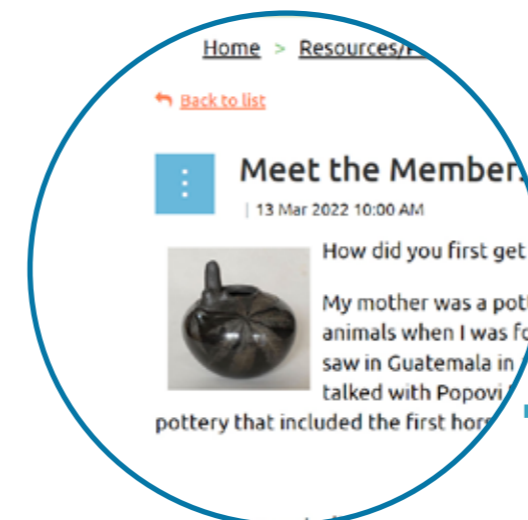 Home > Resources/
Back to list
Meet the Member
| 13 Mar 2022 10:00 AM
How did you first get
My mother was a pot
animals when I was fo
saw in Guatemala in
talked with Popovi
pottery that included the first hors